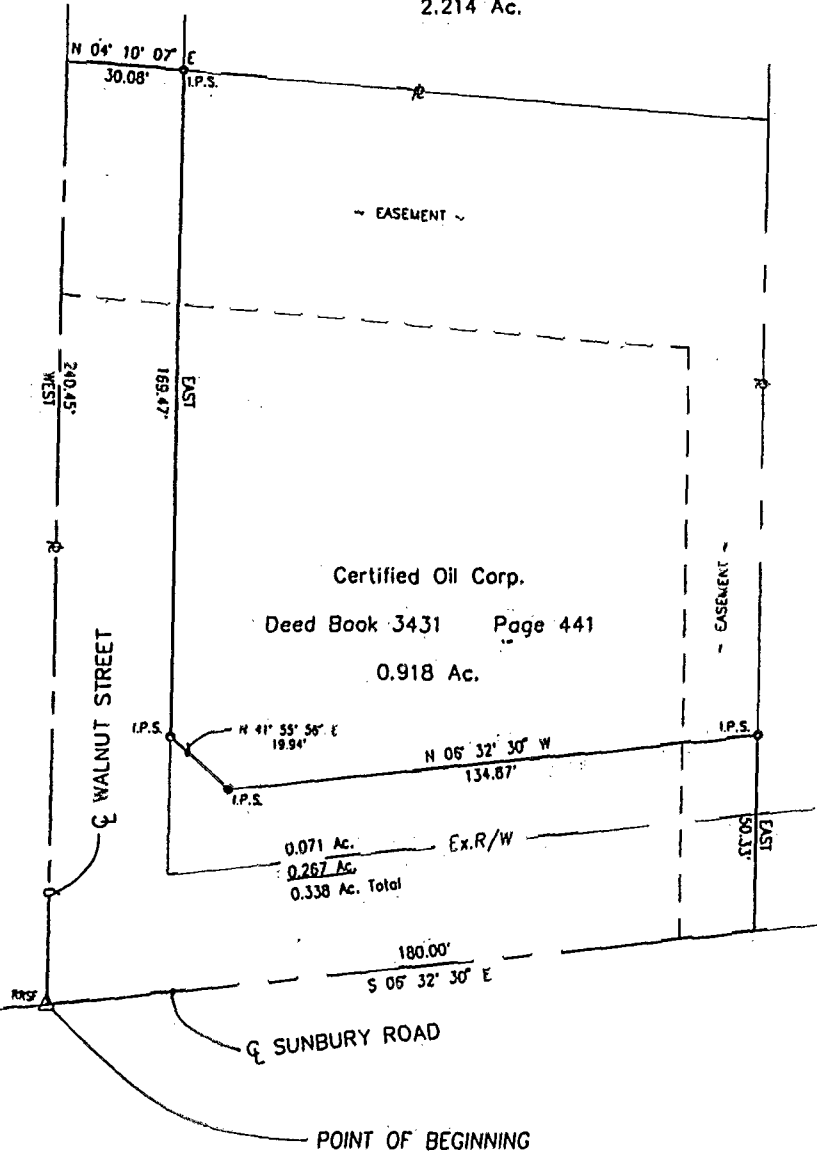 2.214 Ac.
N 04° 10' 07" E
30.08'
I.P.S.
~ EASEMENT ~
240.45'
WEST
EAST
169.47'
Certified Oil Corp.
Deed Book 3431 Page 441
0.918 Ac.
~ EASEMENT ~
℄ WALNUT STREET
I.P.S.
N 41° 55' 56" E
19.94'
I.P.S.
N 06° 32' 30" W
134.87'
I.P.S.
EAST
50.33'
0.071 Ac.
0.267 Ac.
0.338 Ac. Total
Ex.R/W
180.00'
S 06° 32' 30" E
RRSF
℄ SUNBURY ROAD
POINT OF BEGINNING